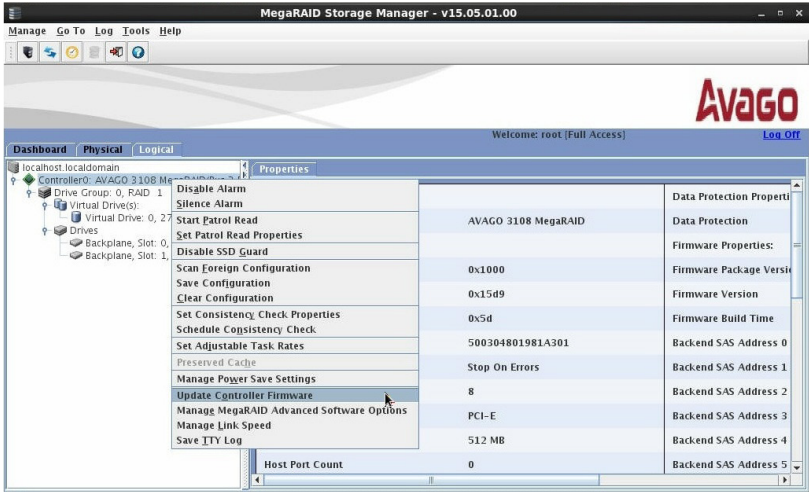 MegaRAID Storage Manager - v15.05.01.00
Manage Go To Log Tools Help
AVAGO
Welcome: root [Full Access]
Log Off
Dashboard Physical Logical
localhost.localdomain
Controller0: AVAGO 3108
Drive Group: 0, RAID 1
Virtual Drive(s):
Virtual Drive: 0, 27
Drives
Backplane, Slot: 0,
Backplane, Slot: 1,
Disable Alarm
Silence Alarm
Start Patrol Read
Set Patrol Read Properties
Disable SSD Guard
Scan Foreign Configuration
Save Configuration
Clear Configuration
Set Consistency Check Properties
Schedule Consistency Check
Set Adjustable Task Rates
Preserved Cache
Manage Power Save Settings
Update Controller Firmware
Manage MegaRAID Advanced Software Options
Manage Link Speed
Save TTY Log
Properties
Data Protection Properti
AVAGO 3108 MegaRAID Data Protection
Firmware Properties:
0x1000 Firmware Package Versi
0x15d9 Firmware Version
0x5d Firmware Build Time
500304801981A301 Backend SAS Address 0
Stop On Errors Backend SAS Address 1
8 Backend SAS Address 2
PCI-E Backend SAS Address 3
512 MB Backend SAS Address 4
Host Port Count 0 Backend SAS Address 5